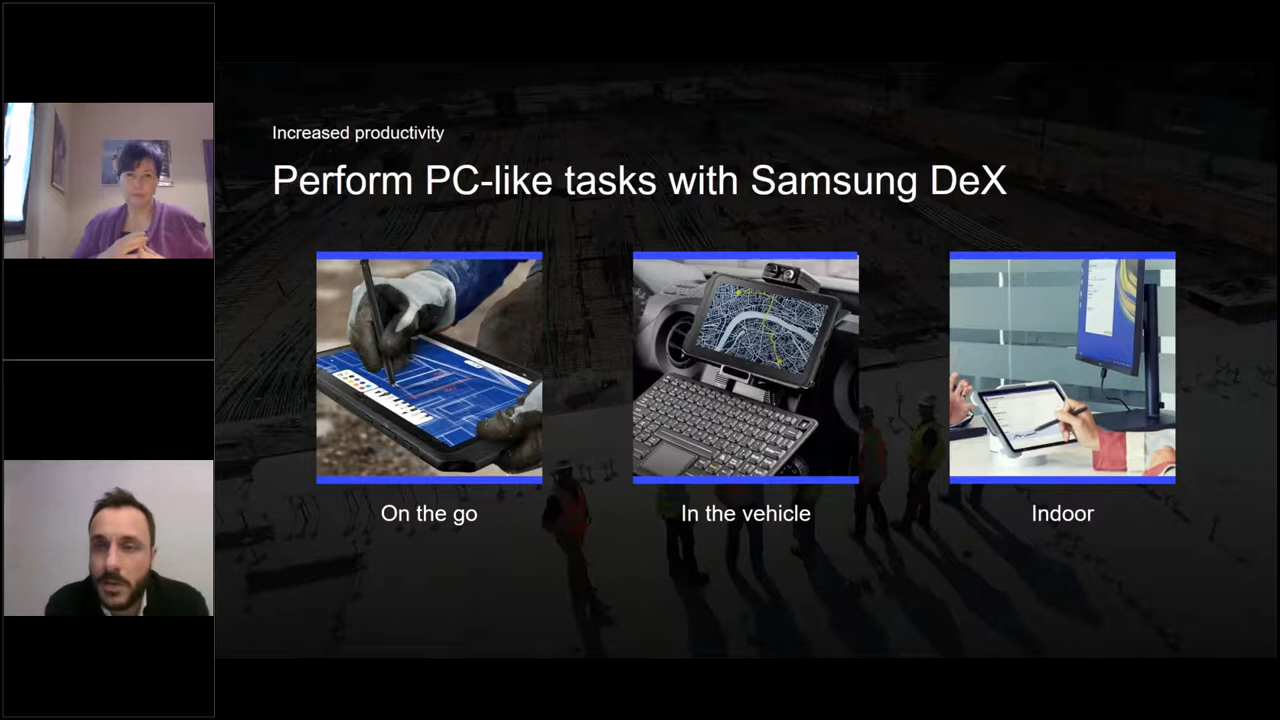 Increased productivity
Perform PC-like tasks with Samsung DeX
On the go
In the vehicle
Indoor